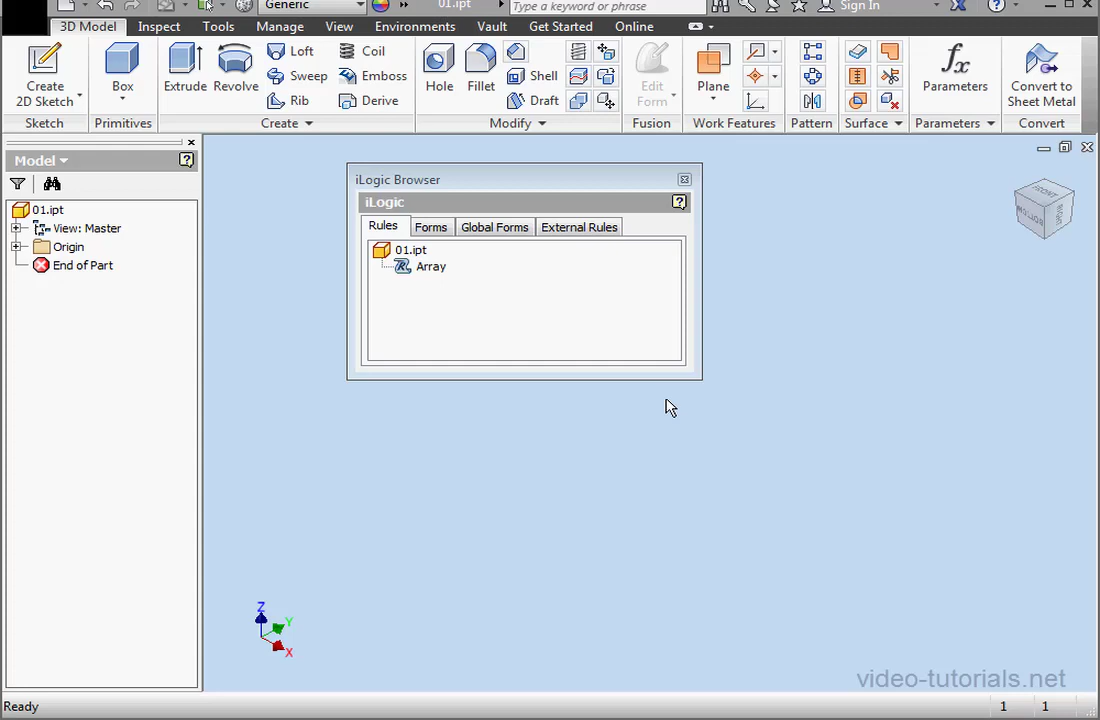 Generic
01.ipt
Type a keyword or phrase
Sign In
3D Model
Inspect
Tools
Manage
View
Environments
Vault
Get Started
Online
Create
2D Sketch
Box
Extrude
Revolve
Loft
Sweep
Rib
Coil
Emboss
Derive
Hole
Fillet
Shell
Draft
Edit
Form
Plane
Parameters
Convert to
Sheet Metal
Sketch
Primitives
Create
Modify
Fusion
Work Features
Pattern
Surface
Parameters
Convert
Model
01.ipt
View: Master
Origin
End of Part
iLogic Browser
iLogic
Rules
Forms
Global Forms
External Rules
01.ipt
Array
FRONT
BOTTOM
RIGHT
Z
Y
X
video-tutorials.net
Ready
1
1